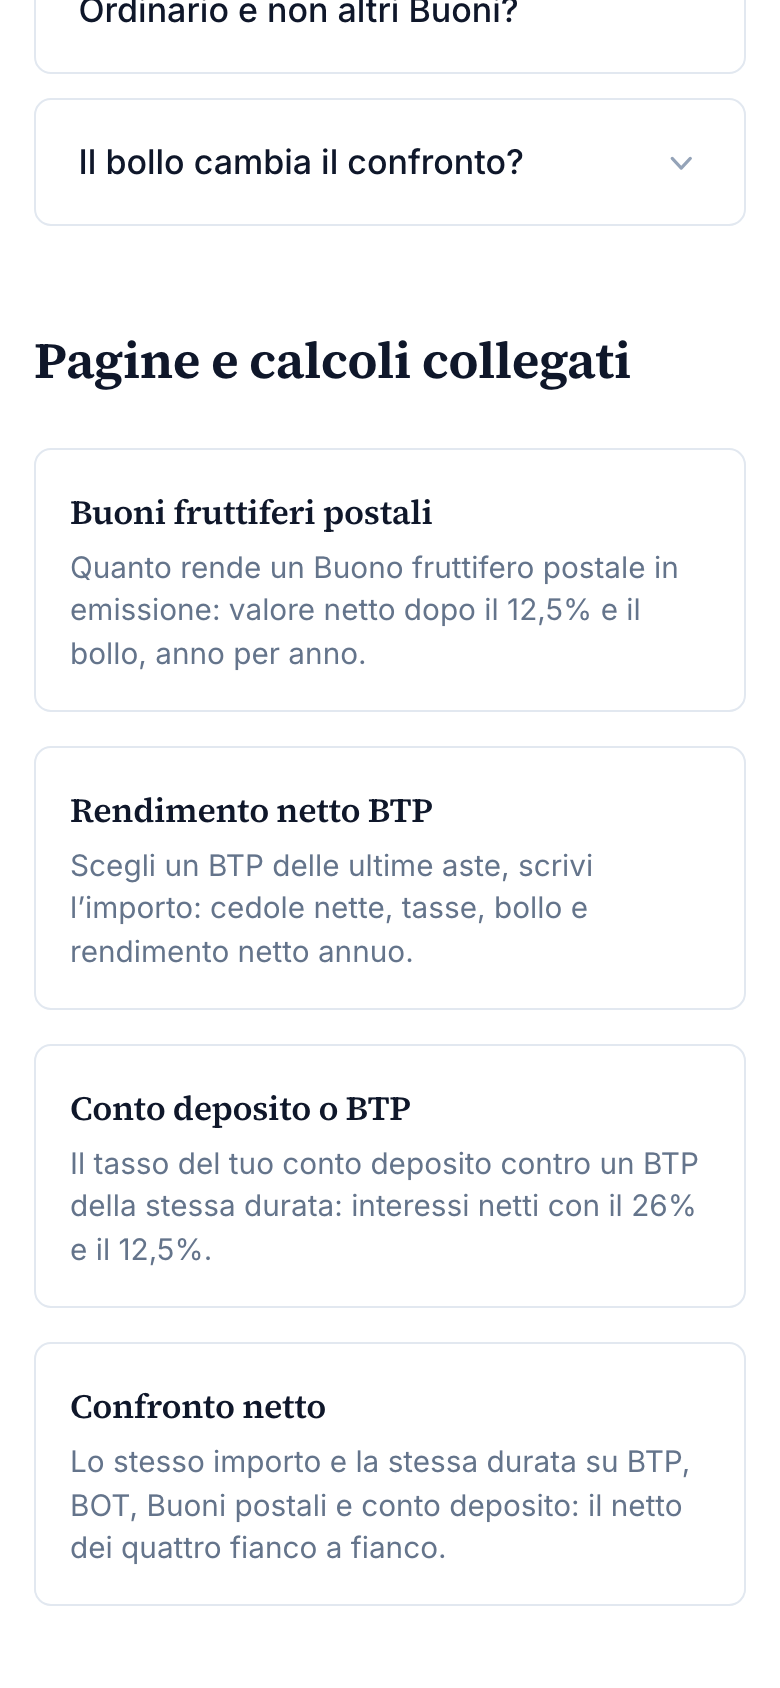 Ordinario e non altri Buoni?
Il bollo cambia il confronto?
Pagine e calcoli collegati
Buoni fruttiferi postali
Quanto rende un Buono fruttifero postale in
emissione: valore netto dopo il 12,5% e il
bollo, anno per anno.
Rendimento netto BTP
Scegli un BTP delle ultime aste, scrivi
l’importo: cedole nette, tasse, bollo e
rendimento netto annuo.
Conto deposito o BTP
Il tasso del tuo conto deposito contro un BTP
della stessa durata: interessi netti con il 26%
e il 12,5%.
Confronto netto
Lo stesso importo e la stessa durata su BTP,
BOT, Buoni postali e conto deposito: il netto
dei quattro fianco a fianco.